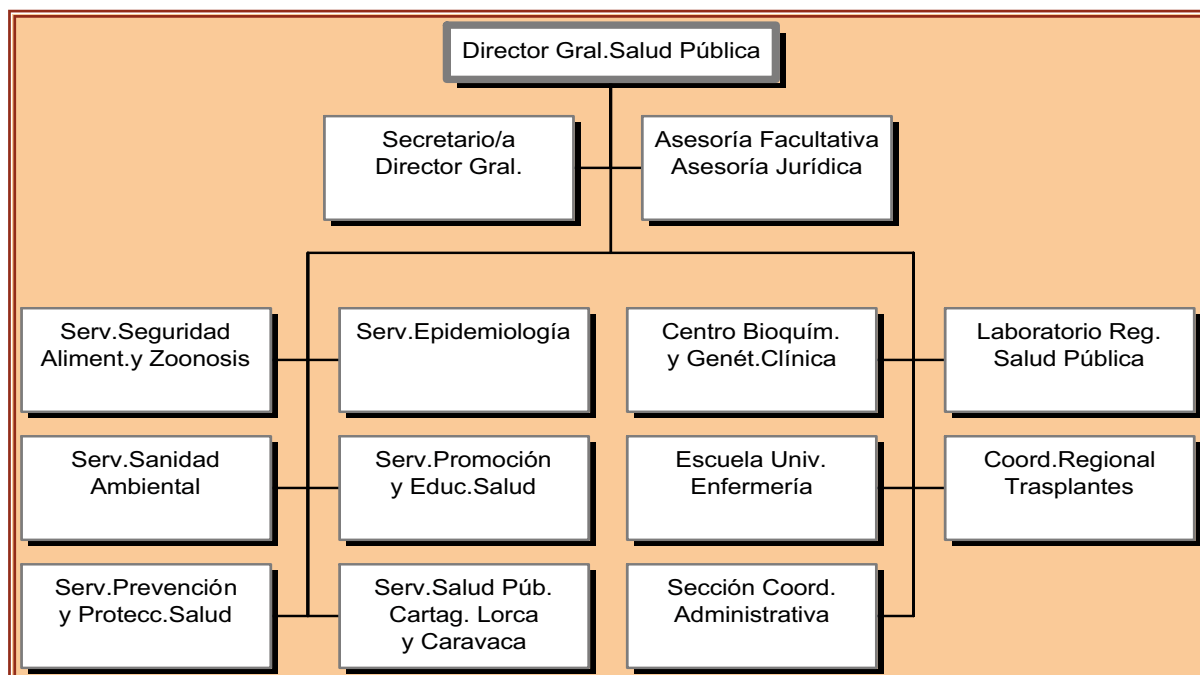 Director Gral.Salud Pública
Secretario/a
Director Gral.
Asesoría Facultativa
Asesoría Jurídica
Serv.Seguridad
Aliment.y Zoonosis
Serv.Epidemiología
Centro Bioquím.
y Genét.Clínica
Laboratorio Reg.
Salud Pública
Serv.Sanidad
Ambiental
Serv.Promoción
y Educ.Salud
Escuela Univ.
Enfermería
Coord.Regional
Trasplantes
Serv.Prevención
y Protecc.Salud
Serv.Salud Púb.
Cartag. Lorca
y Caravaca
Sección Coord.
Administrativa